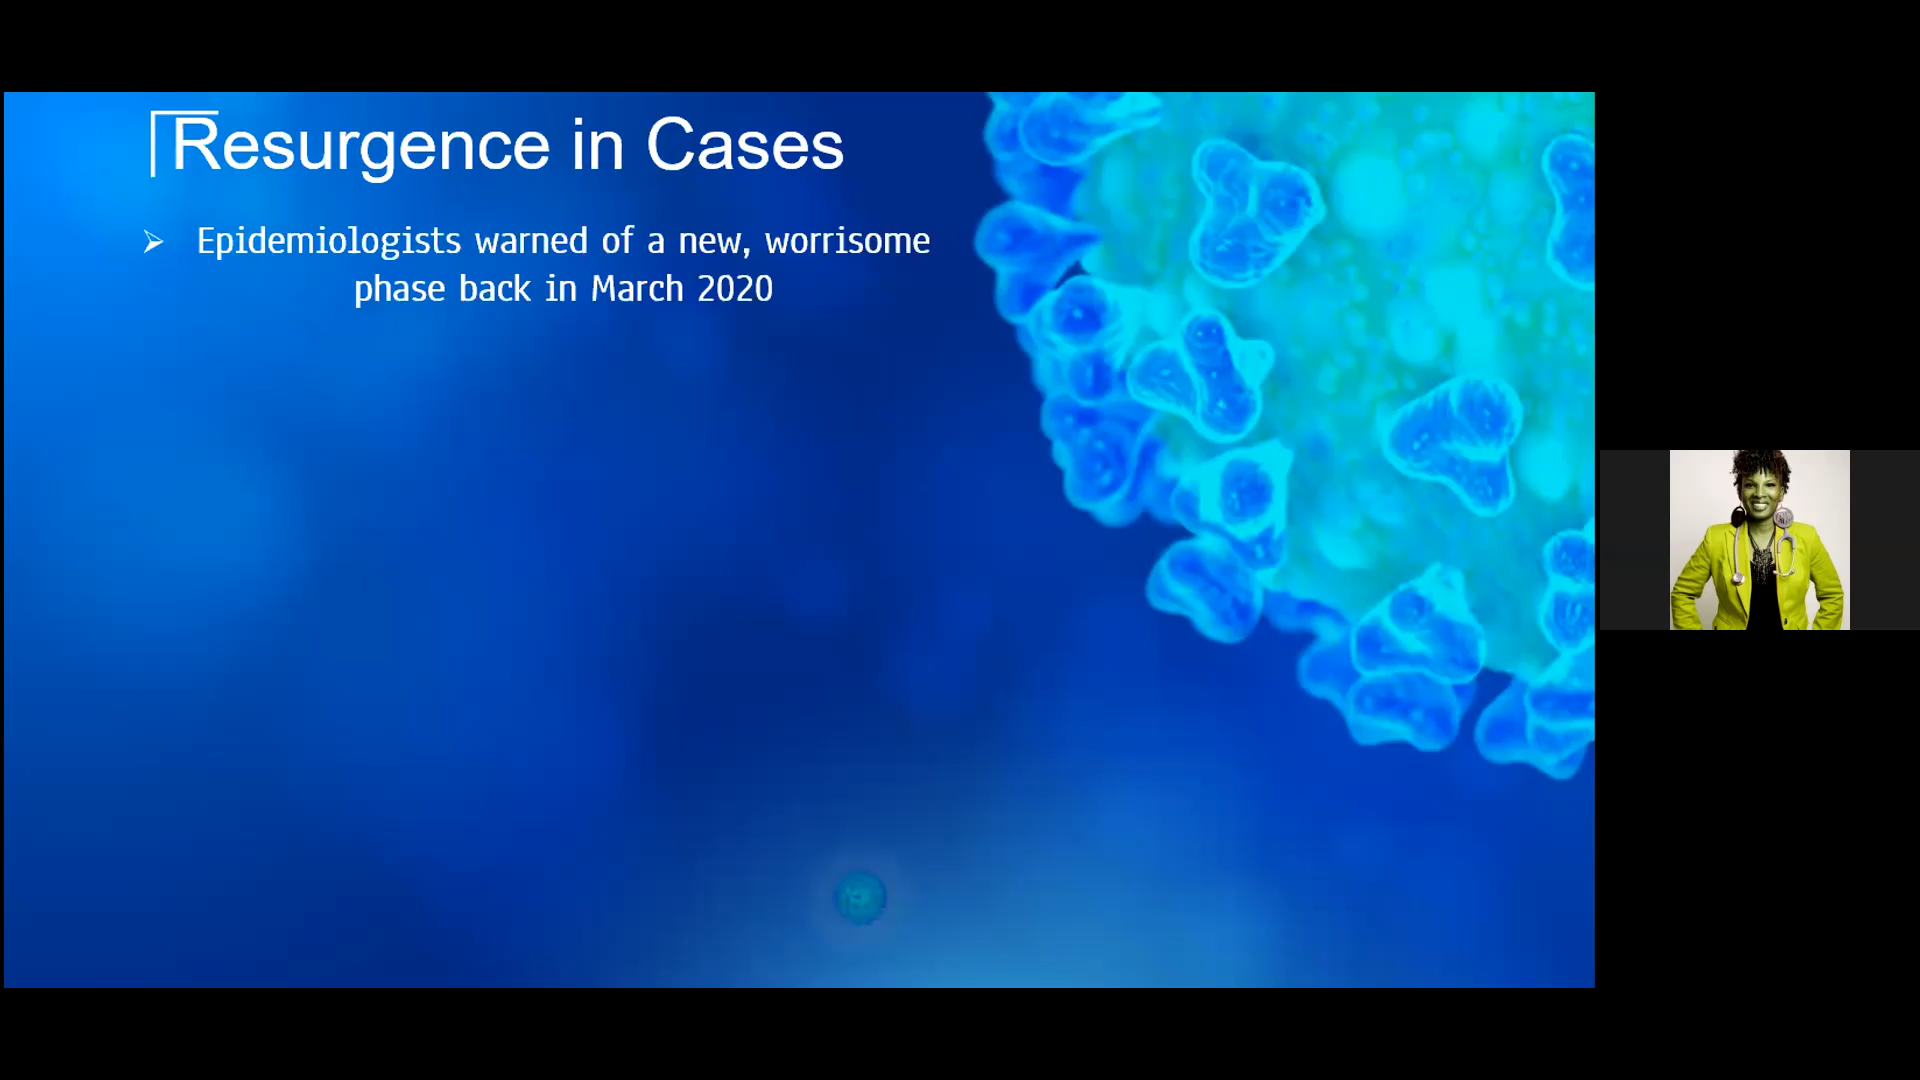 Resurgence in Cases
➢ Epidemiologists warned of a new, worrisome
phase back in March 2020